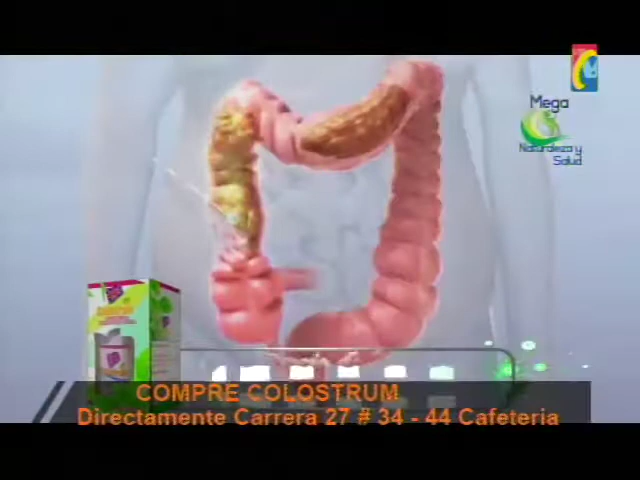 Mega
Naturaleza y
Salud
COMPRE COLOSTRUM
Directamente Carrera 27 # 34 - 44 Cafeteria